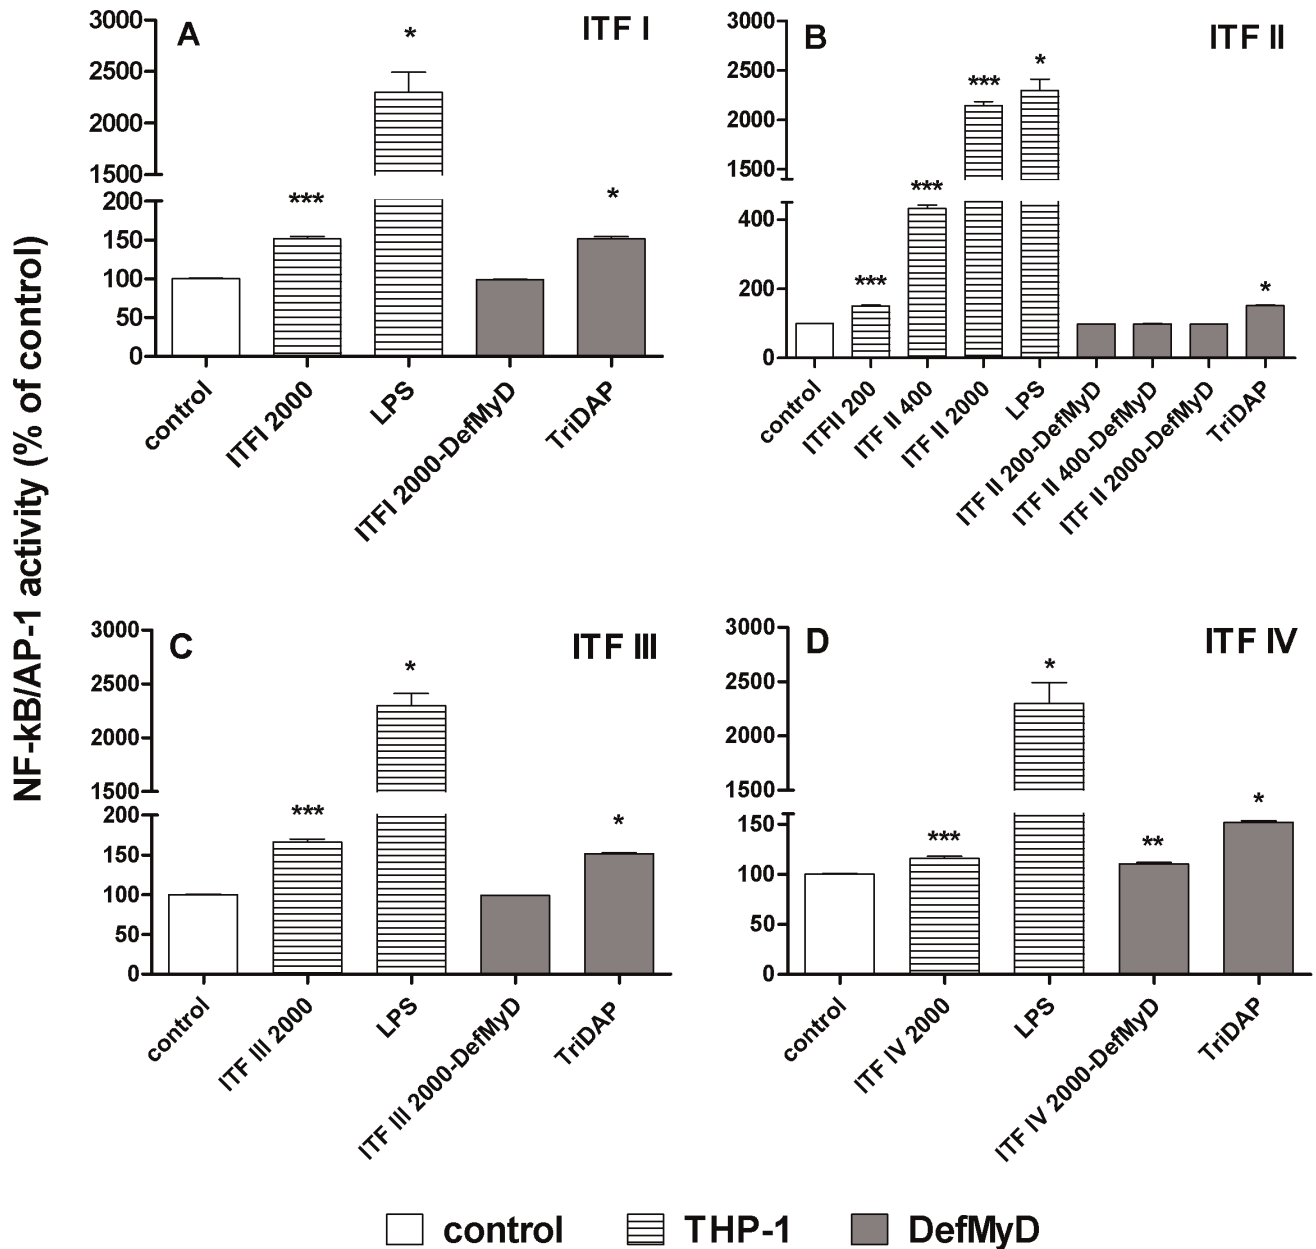 NF-kB/AP-1 activity (% of control)
A
ITF I
3000
2500
2000
1500
200
150
100
50
0
*
***
*
control
ITFI 2000
LPS
ITFI 2000-DefMyD
TriDAP
B
ITF II
3000
2500
2000
1500
400
200
0
***
***
***
*
*
control
ITFII 200
ITF II 400
ITF II 2000
LPS
ITF II 200-DefMyD
ITF II 400-DefMyD
ITF II 2000-DefMyD
TriDAP
C
ITF III
3000
2500
2000
1500
200
150
100
50
0
***
*
*
control
ITF III 2000
LPS
ITF III 2000-DefMyD
TriDAP
D
ITF IV
3000
2500
2000
1500
150
100
50
0
***
*
**
*
control
ITF IV 2000
LPS
ITF IV 2000-DefMyD
TriDAP
control
THP-1
DefMyD